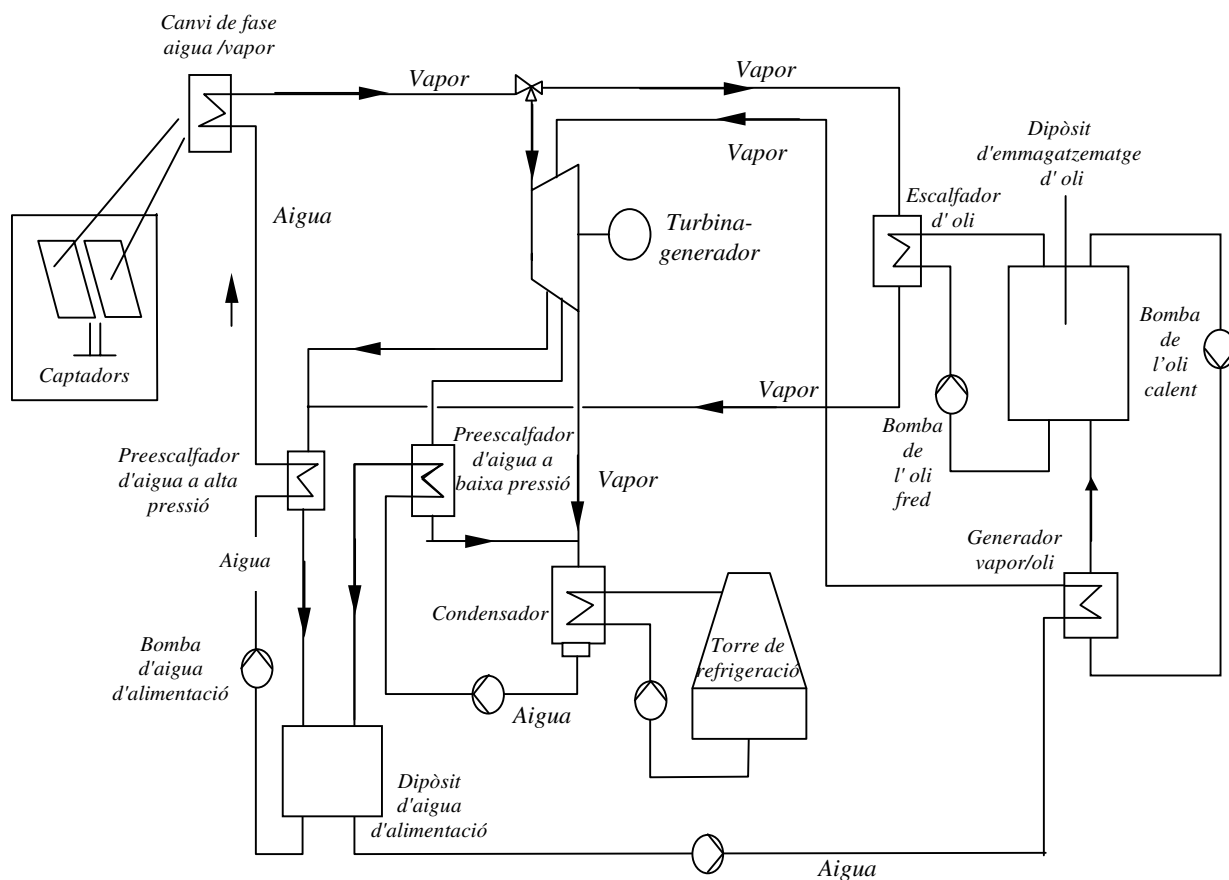 Canvi de fase
aigua /vapor
Vapor
Vapor
Vapor
Dipòsit
d'emmagatzematge
d' oli
Aigua
Escalfador
d' oli
Turbina-
generador
Bomba
de
l'oli
calent
Captadors
Vapor
Preescalfador
d'aigua a alta
pressió
Preescalfador
d'aigua a
baixa pressió
Bomba
de
l' oli
fred
Vapor
Aigua
Generador
vapor/oli
Condensador
Bomba
d'aigua
d'alimentació
Torre de
refrigeració
Aigua
Dipòsit
d'aigua
d'alimentació
Aigua